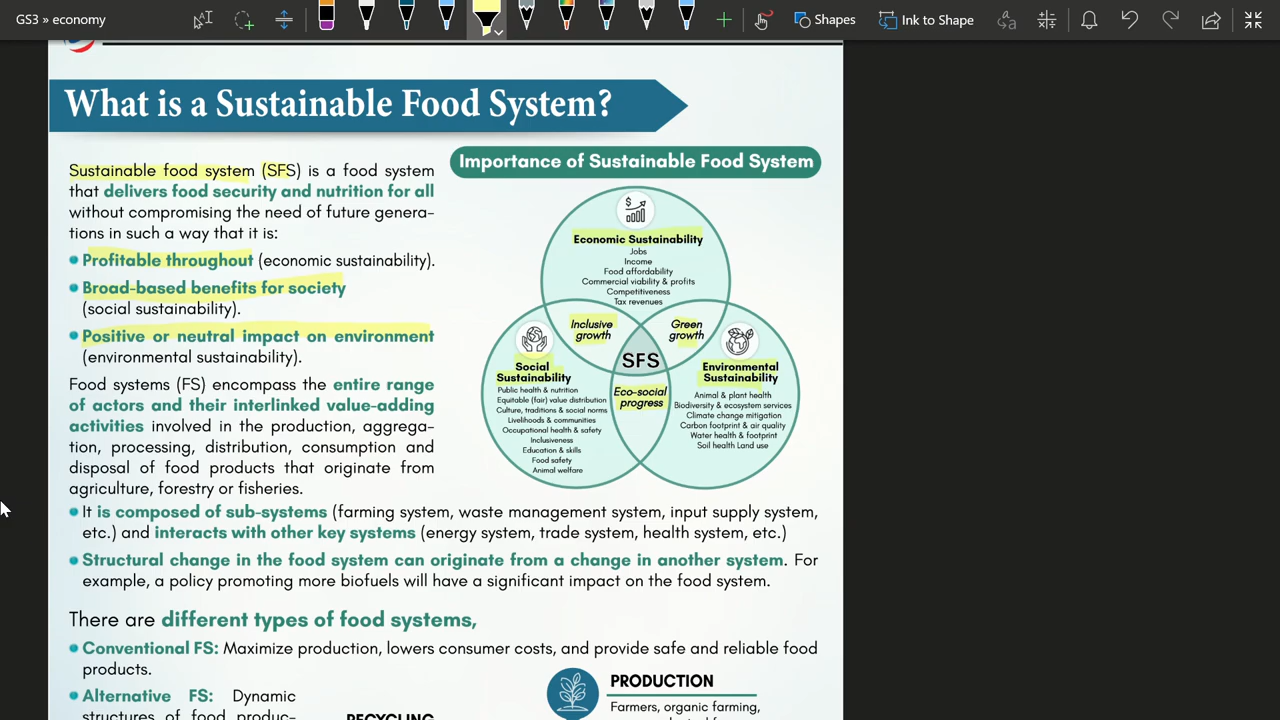 GS3 » economy
Shapes
Ink to Shape
What is a Sustainable Food System?
Sustainable food system (SFS) is a food system
that delivers food security and nutrition for all
without compromising the need of future genera-
tions in such a way that it is:
Profitable throughout (economic sustainability).
Broad-based benefits for society
(social sustainability).
Positive or neutral impact on environment
(environmental sustainability).
Food systems (FS) encompass the entire range
of actors and their interlinked value-adding
activities involved in the production, aggrega-
tion, processing, distribution, consumption and
disposal of food products that originate from
agriculture, forestry or fisheries.
Importance of Sustainable Food System
Economic Sustainability
Jobs
Income
Food affordability
Commercial viability & profits
Competitiveness
Tax revenues
Inclusive
growth
Green
growth
SFS
Eco-social
progress
Social
Sustainability
Public health & nutrition
Equitable (fair) value distribution
Culture, traditions & social norms
Livelihoods & communities
Occupational health & safety
Inclusiveness
Education & skills
Food safety
Animal welfare
Environmental
Sustainability
Animal & plant health
Biodiversity & ecosystem services
Climate change mitigation
Carbon footprint & air quality
Water health & footprint
Soil health Land use
It is composed of sub-systems (farming system, waste management system, input supply system,
etc.) and interacts with other key systems (energy system, trade system, health system, etc.)
Structural change in the food system can originate from a change in another system. For
example, a policy promoting more biofuels will have a significant impact on the food system.
There are different types of food systems,
Conventional FS: Maximize production, lowers consumer costs, and provide safe and reliable food
products.
Alternative FS: Dynamic
structures of food produc-
RECYCLING
PRODUCTION
Farmers, organic farming,